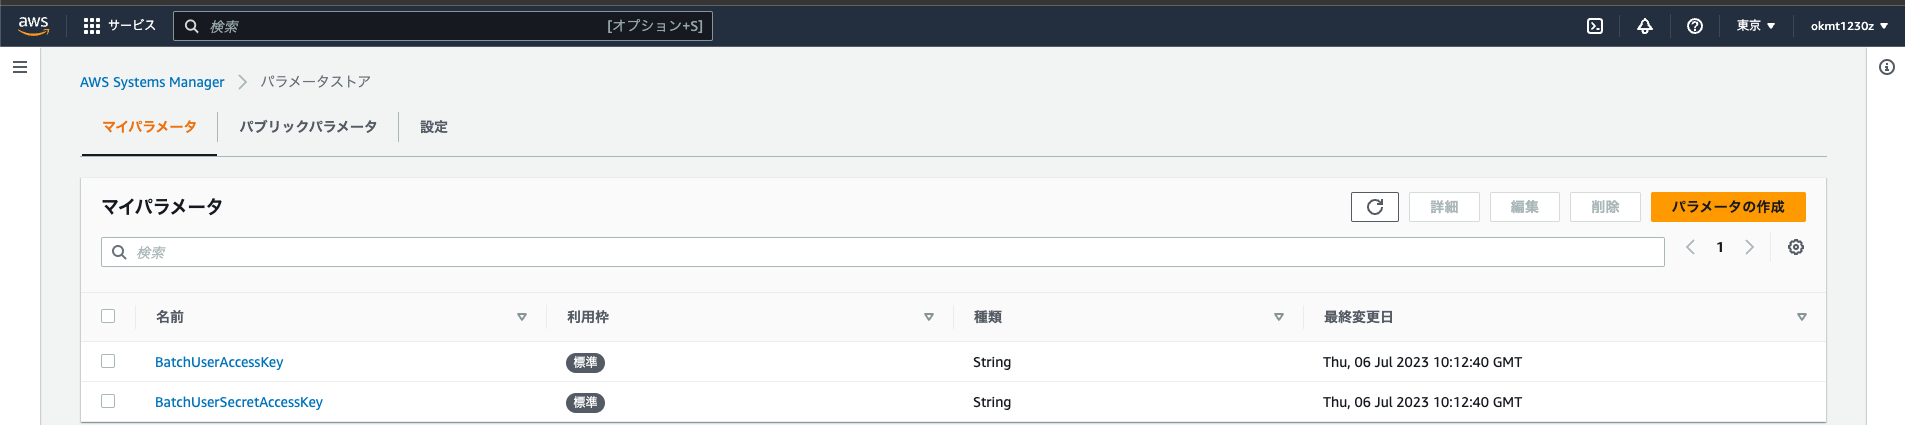 aws サービス 検索 [オプション+S] 東京 okmt1230z
AWS Systems Manager パラメータストア
マイパラメータ パブリックパラメータ 設定
マイパラメータ 詳細 編集 削除 パラメータの作成
検索 1
名前 利用枠 種類 最終変更日
BatchUserAccessKey 標準 String Thu, 06 Jul 2023 10:12:40 GMT
BatchUserSecretAccessKey 標準 String Thu, 06 Jul 2023 10:12:40 GMT